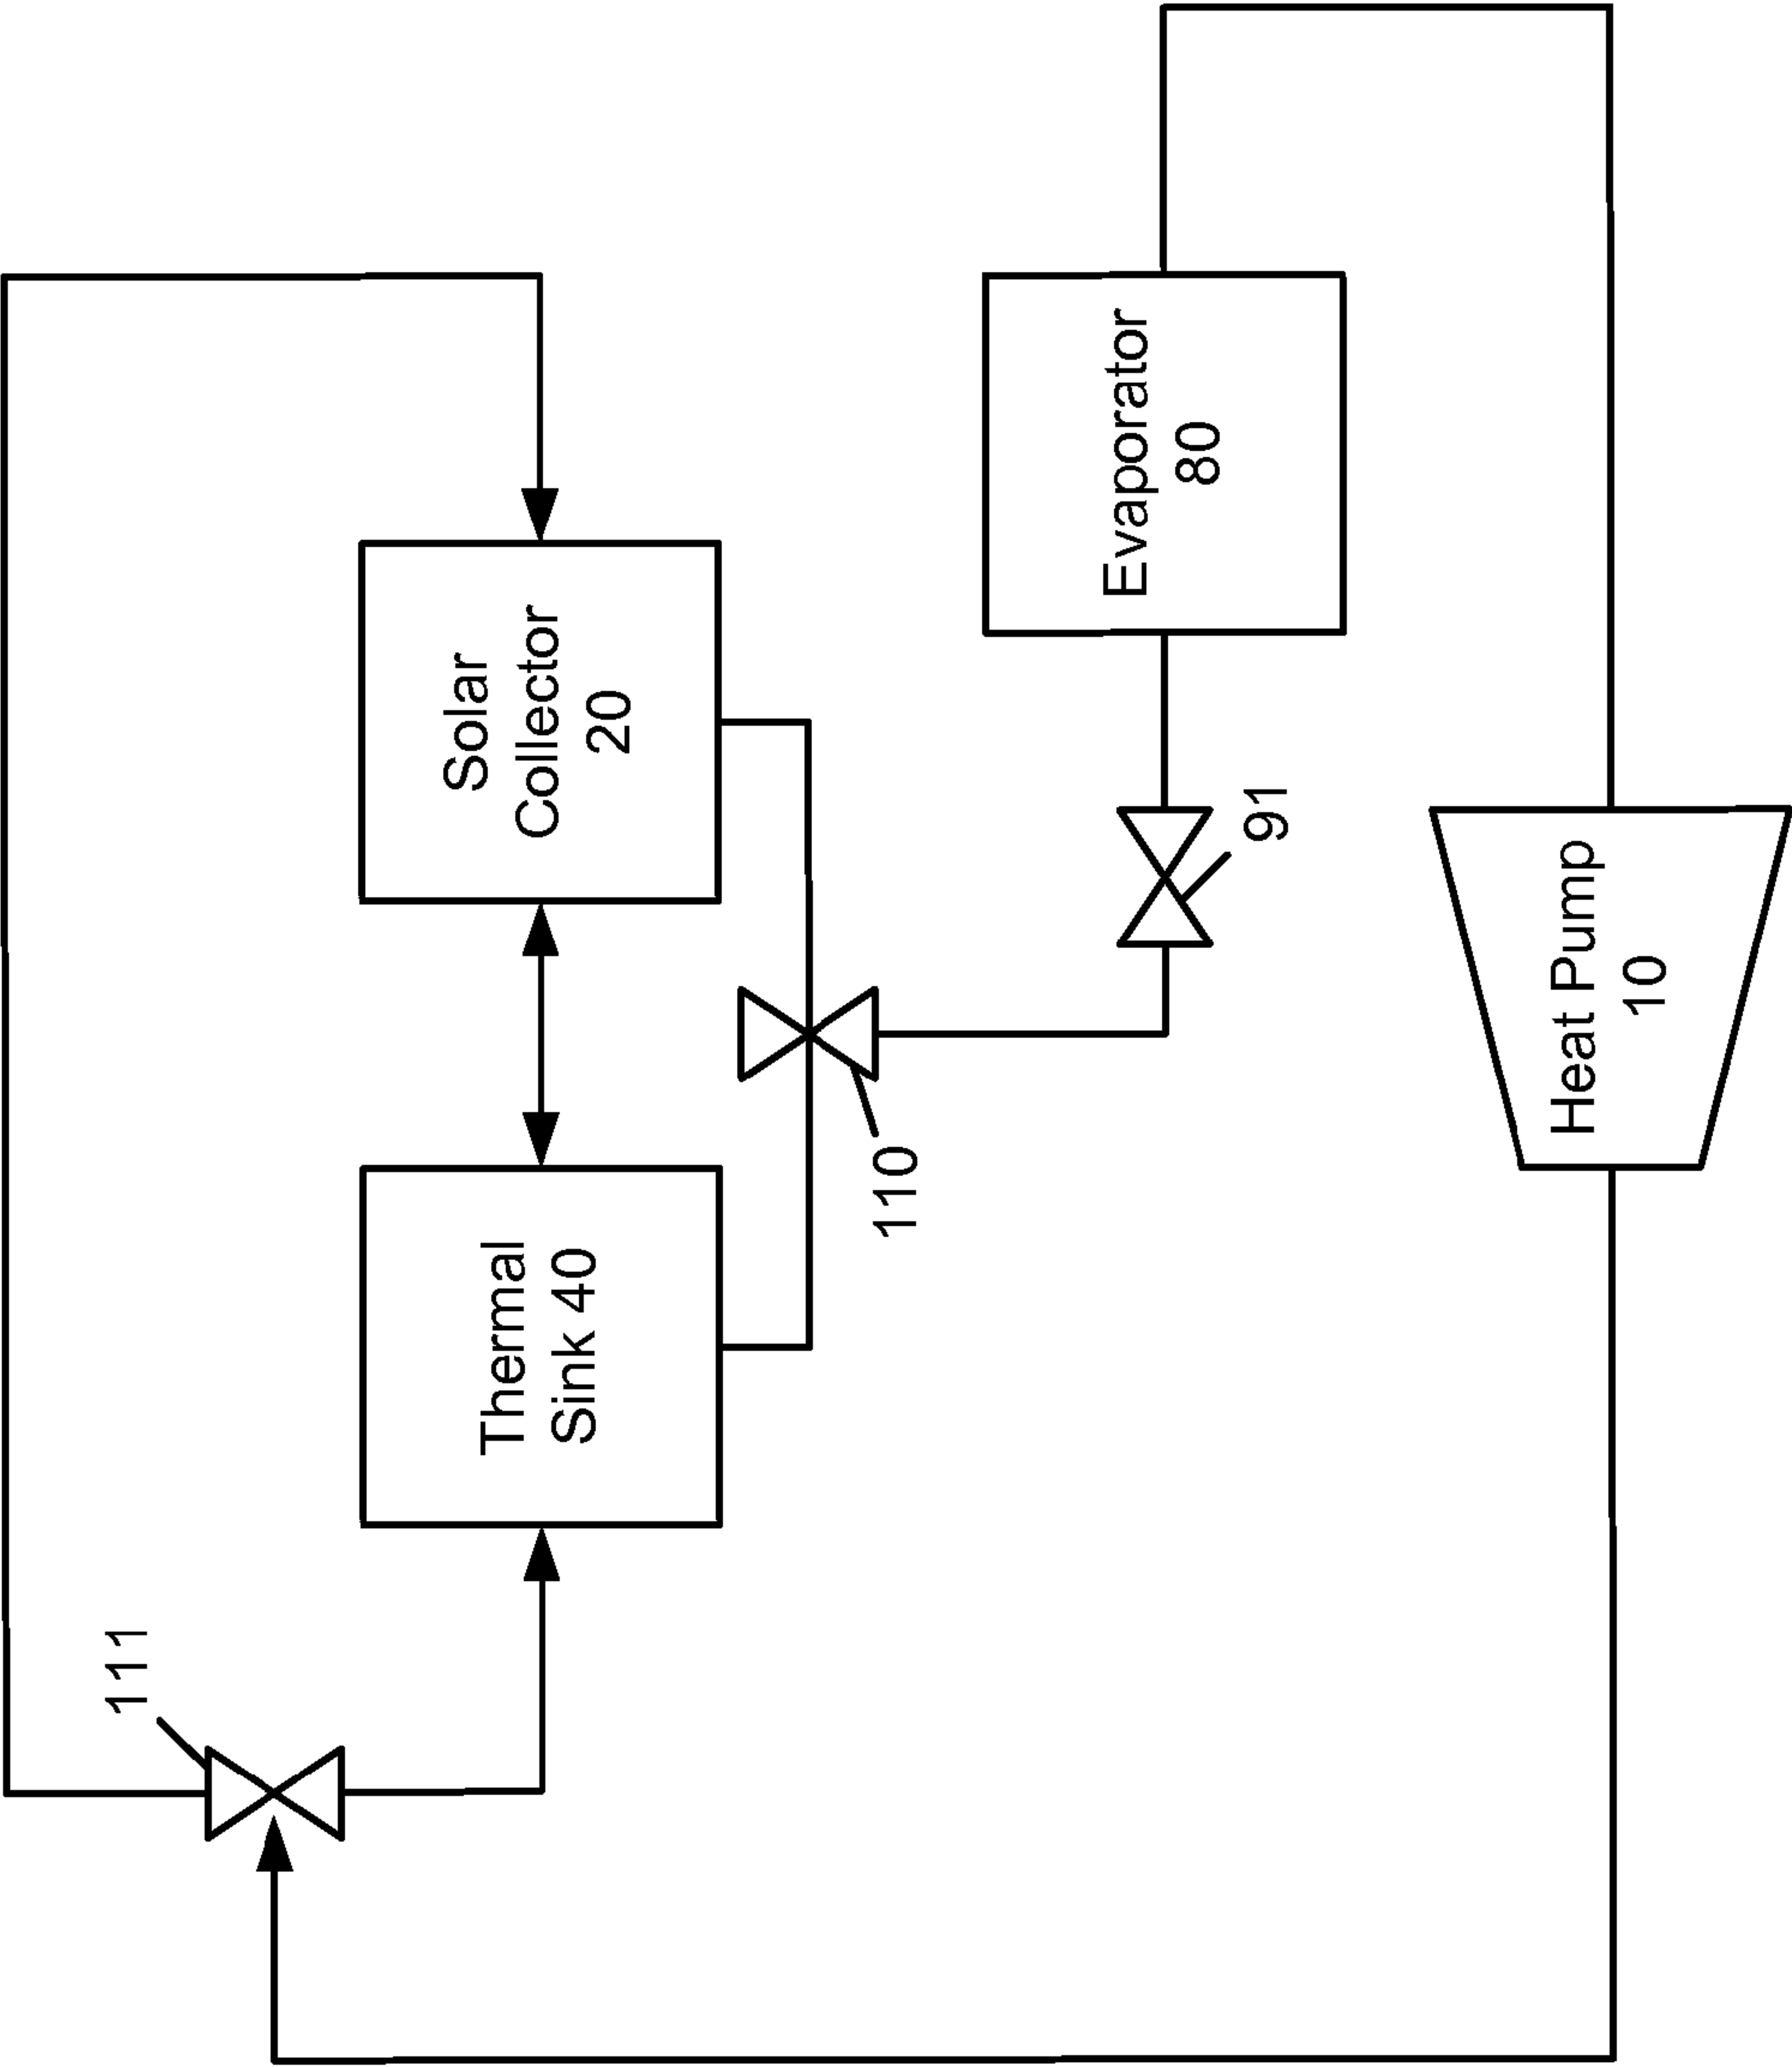 111
Thermal
Sink 40
Solar
Collector
20
110
91
Evaporator
80
Heat Pump
10